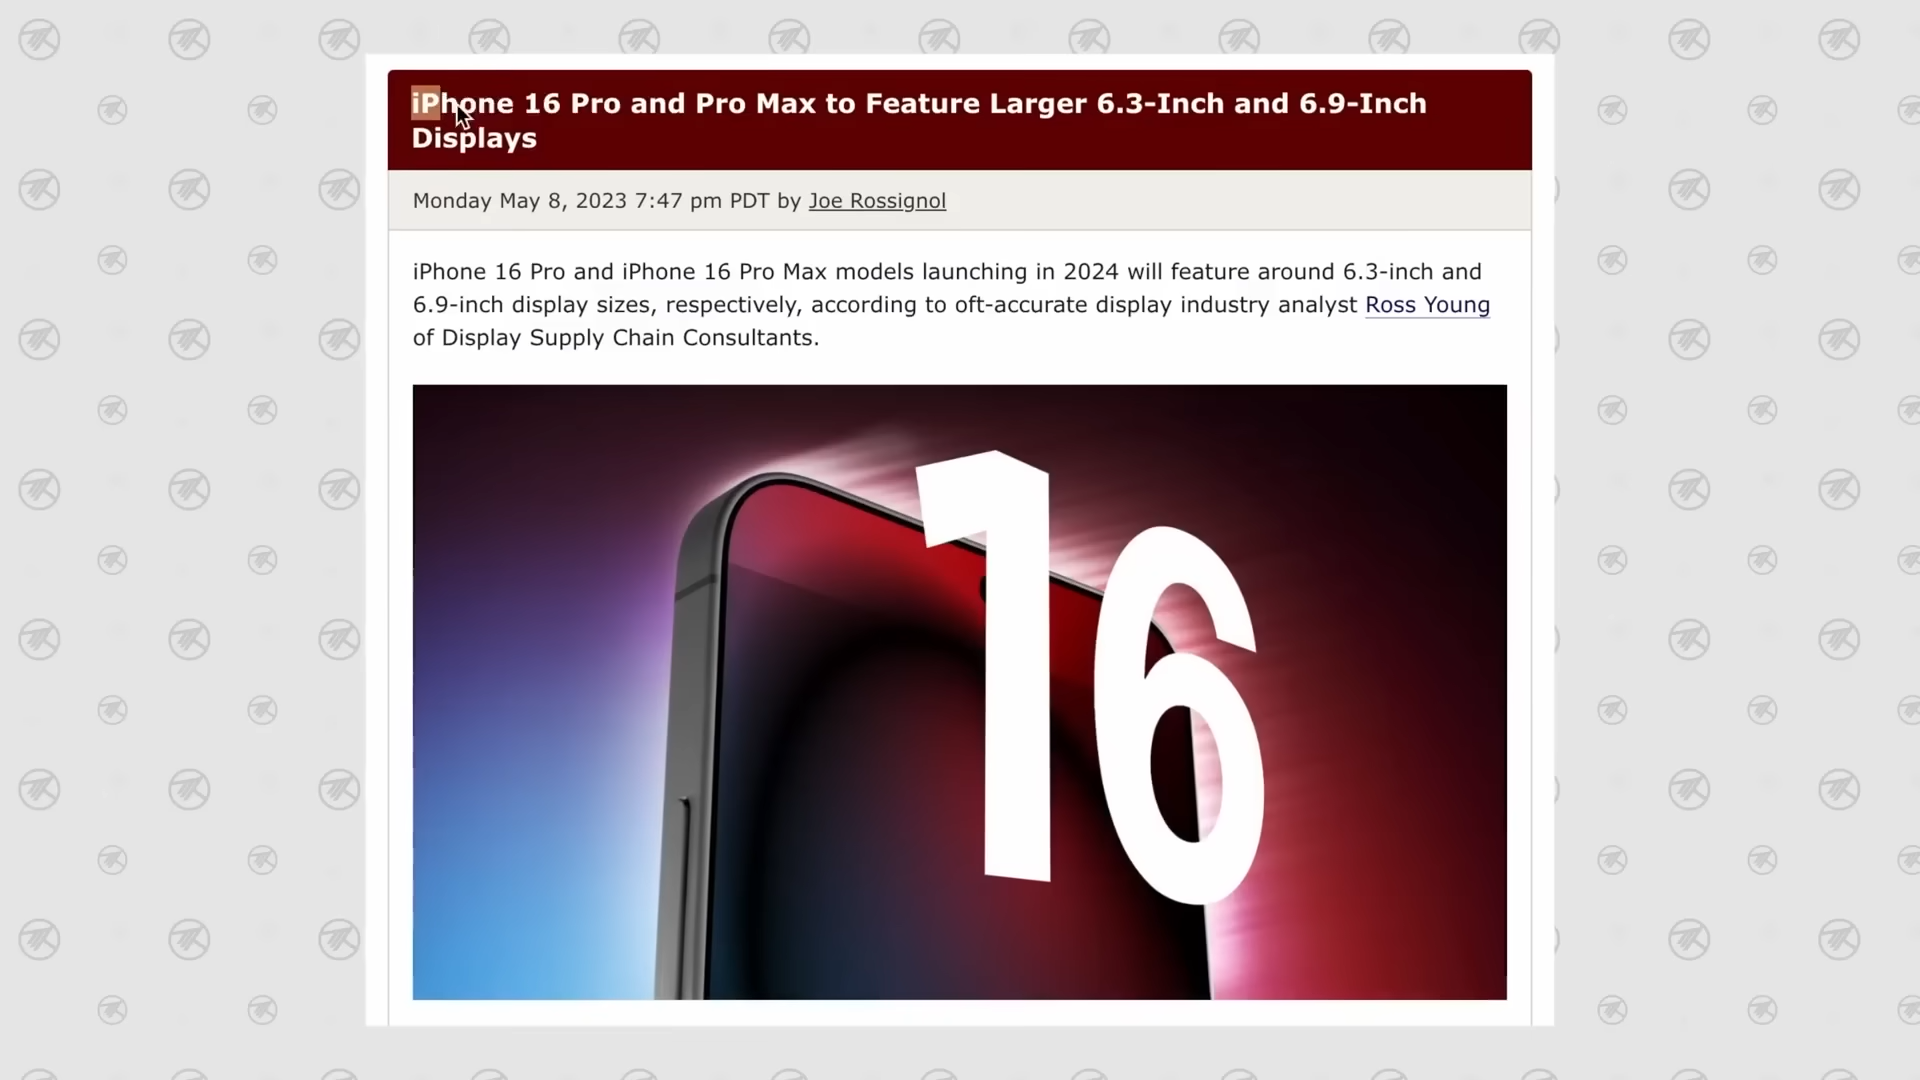 iPhone 16 Pro and Pro Max to Feature Larger 6.3-Inch and 6.9-Inch
Displays
Monday May 8, 2023 7:47 pm PDT by Joe Rossignol
iPhone 16 Pro and iPhone 16 Pro Max models launching in 2024 will feature around 6.3-inch and
6.9-inch display sizes, respectively, according to oft-accurate display industry analyst Ross Young
of Display Supply Chain Consultants.
16